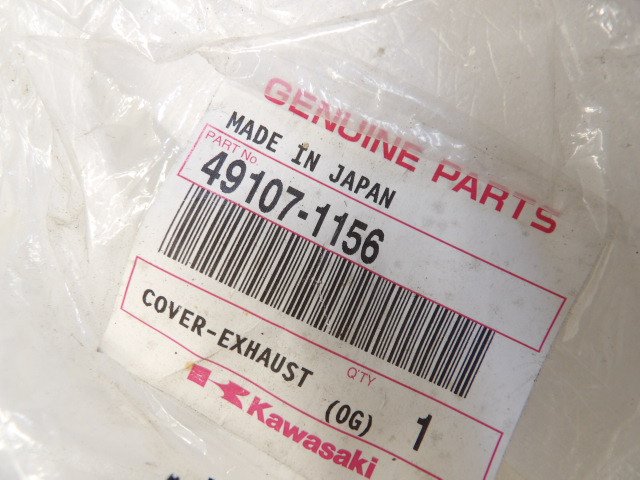 GENUINE PARTS
MADE IN JAPAN
PART No.
49107-1156
COVER-EXHAUST
Q'TY
(OG) 1
Kawasaki